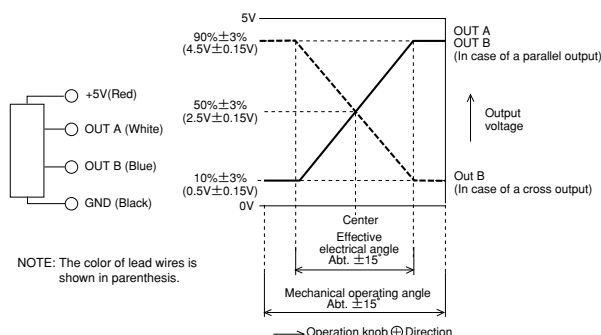 +5V(Red)
OUT A (White)
OUT B (Blue)
GND (Black)
NOTE: The color of lead wires is
shown in parenthesis.
5V
90%±3%
(4.5V±0.15V)
50%±3%
(2.5V±0.15V)
10%±3%
(0.5V±0.15V)
0V
OUT A
OUT B
(In case of a parallel output)
Output
voltage
Out B
(In case of a cross output)
Center
Effective
electrical angle
Abt. ±15°
Mechanical operating angle
Abt. ±15°
Operation knob ⊕ Direction